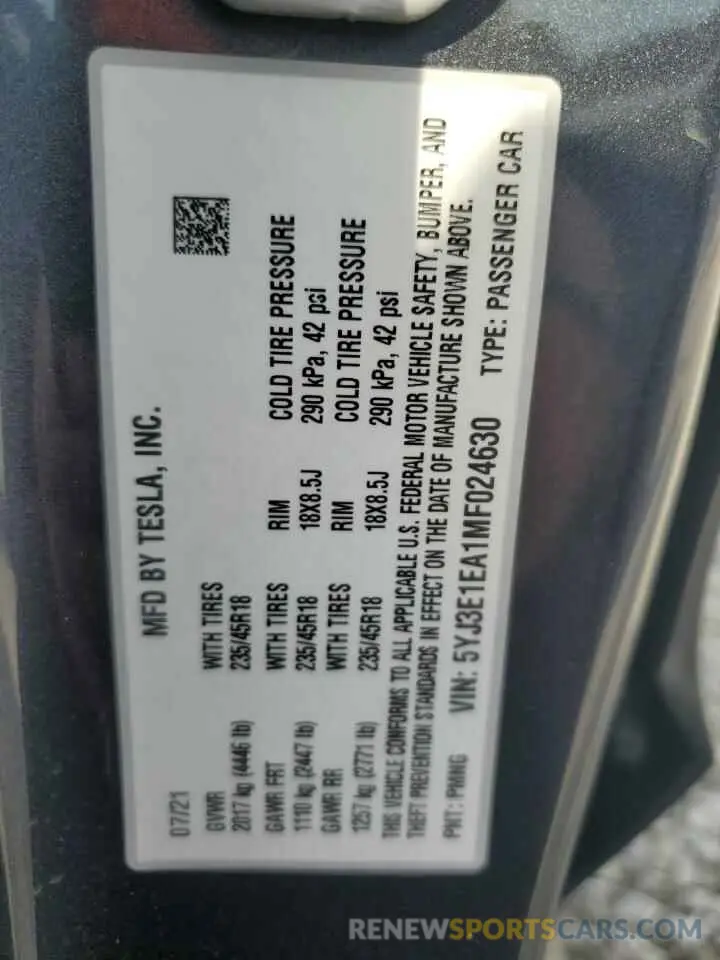 MFD BY TESLA, INC.
07/21
GVWR
2017 kg (4446 lb)
WITH TIRES
235/45R18
GAWR FRT WITH TIRES RIM COLD TIRE PRESSURE
1110 kg (2447 lb) 235/45R18 18X8.5J 290 kPa, 42 psi
GAWR RR WITH TIRES RIM COLD TIRE PRESSURE
1257 kg (2771 lb) 235/45R18 18X8.5J 290 kPa, 42 psi
THIS VEHICLE CONFORMS TO ALL APPLICABLE U.S. FEDERAL MOTOR VEHICLE SAFETY, BUMPER, AND
THEFT PREVENTION STANDARDS IN EFFECT ON THE DATE OF MANUFACTURE SHOWN ABOVE.
PNT: PMNG VIN: 5YJ3E1EA1MF024630 TYPE: PASSENGER CAR
RENEWSPORTSCARS.COM